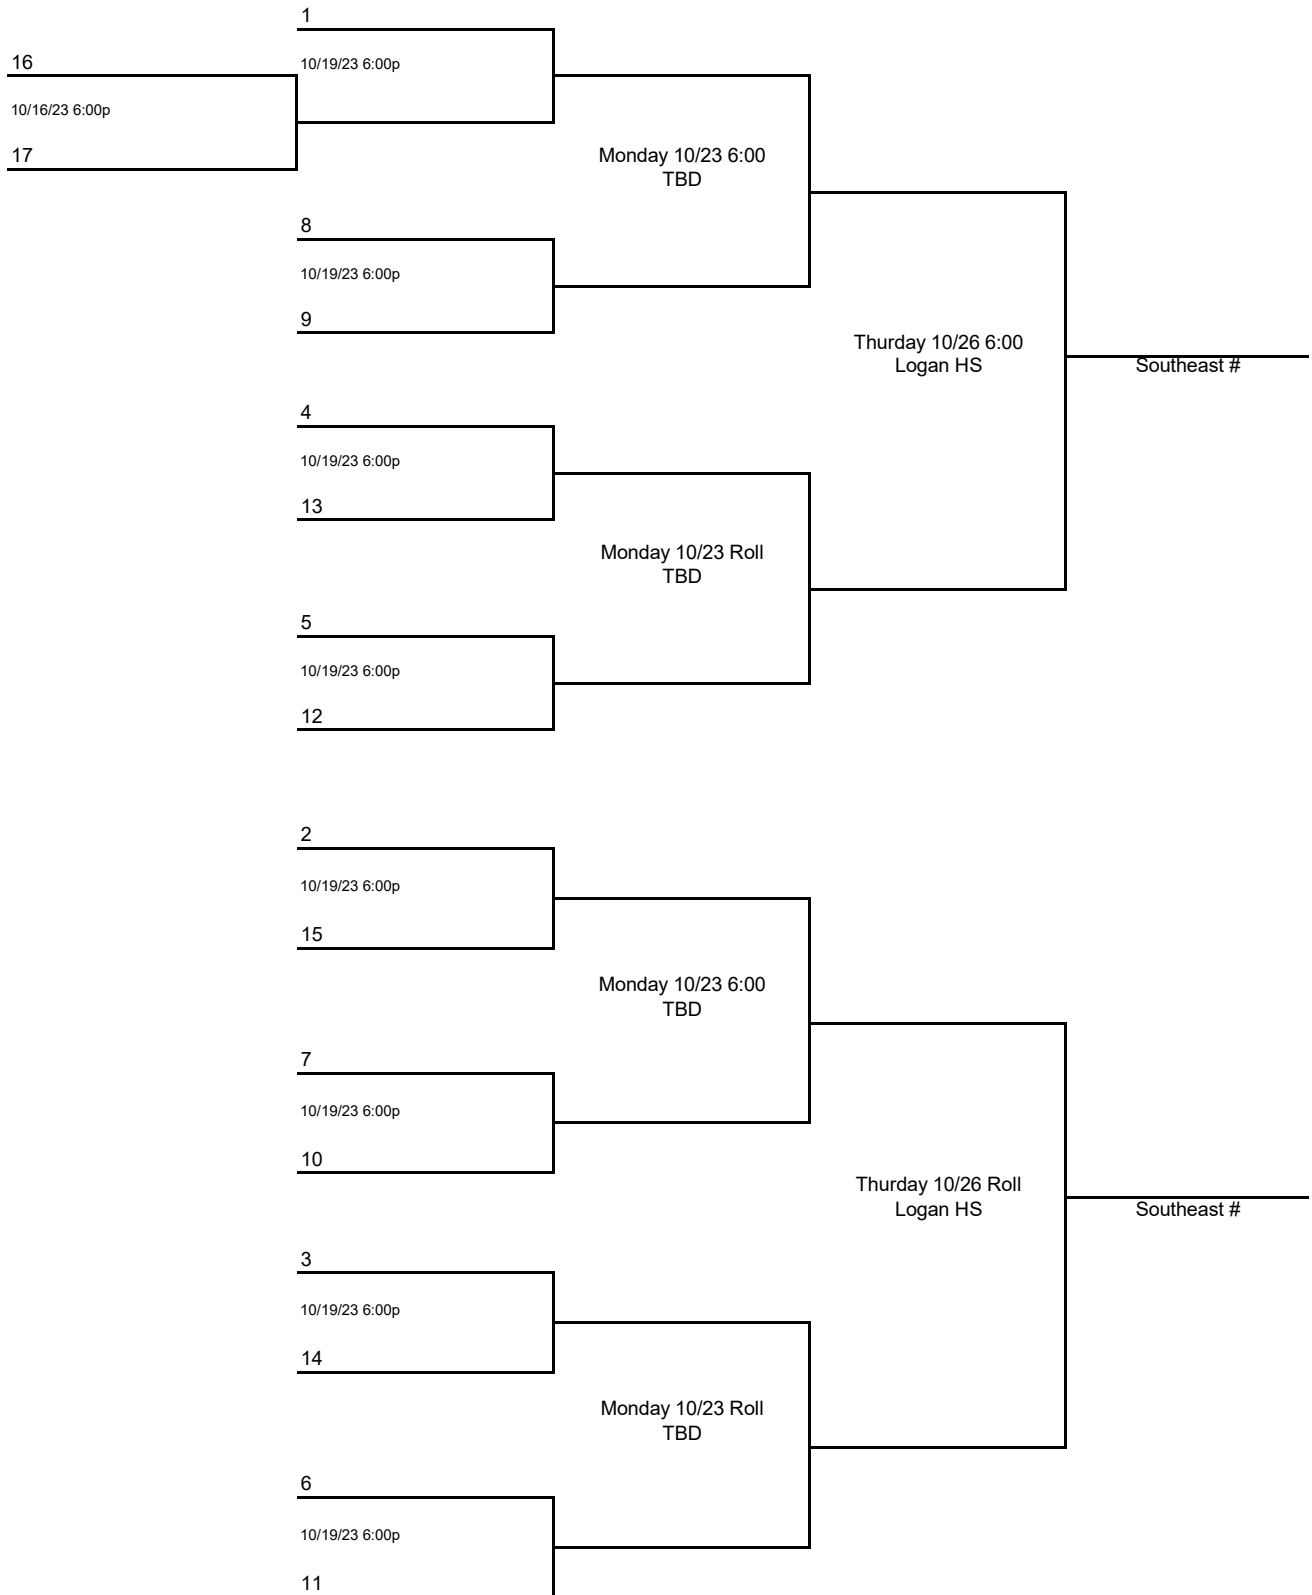 1
16
10/19/23 6:00p
10/16/23 6:00p
17
Monday 10/23 6:00
TBD
8
10/19/23 6:00p
9
Thurday 10/26 6:00
Logan HS
Southeast #
4
10/19/23 6:00p
13
Monday 10/23 Roll
TBD
5
10/19/23 6:00p
12
2
10/19/23 6:00p
15
Monday 10/23 6:00
TBD
7
10/19/23 6:00p
10
Thurday 10/26 Roll
Logan HS
Southeast #
3
10/19/23 6:00p
14
Monday 10/23 Roll
TBD
6
10/19/23 6:00p
11